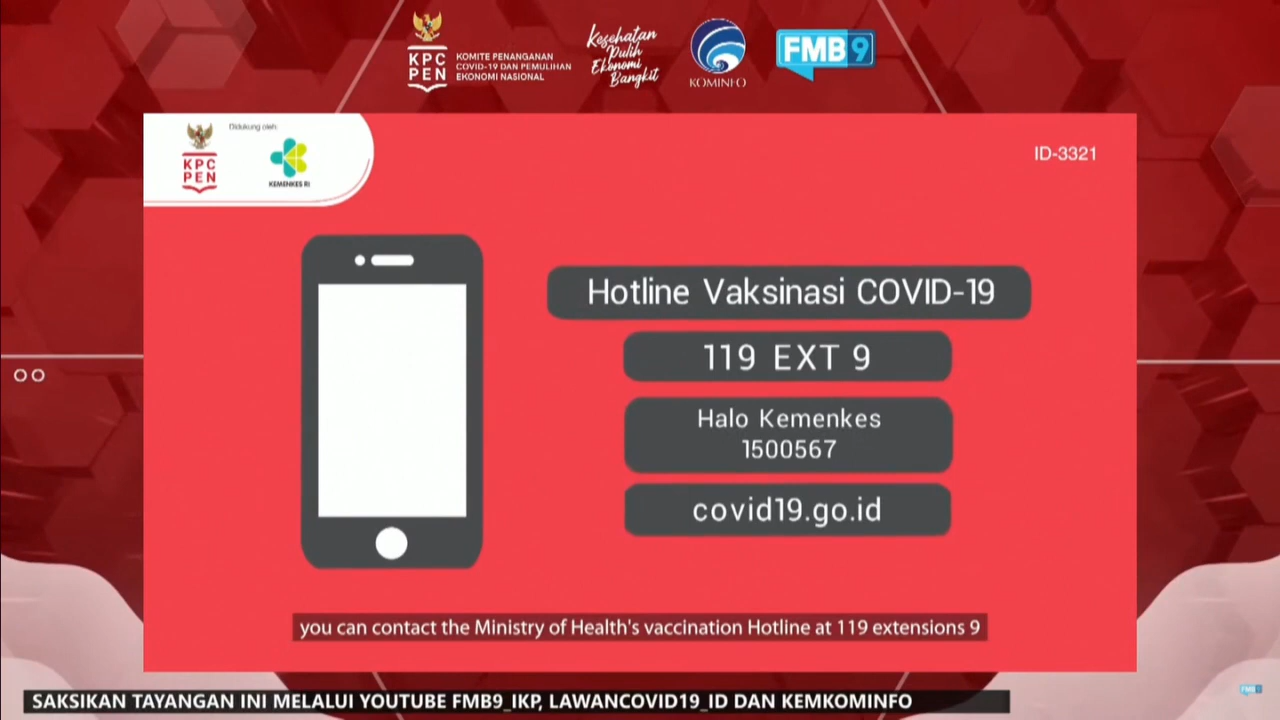 KPC
PEN
KOMITE PENANGANAN
COVID-19 DAN PEMULIHAN
EKONOMI NASIONAL
Kesehatan
Pulih
Ekonomi
Bangkit
KOMINFO
FMB9
Didukung oleh:
KPC
PEN
KEMENKES RI
ID-3321
Hotline Vaksinasi COVID-19
119 EXT 9
Halo Kemenkes
1500567
covid19.go.id
you can contact the Ministry of Health's vaccination Hotline at 119 extensions 9
SAKSIKAN TAYANGAN INI MELALUI YOUTUBE FMB9_IKP, LAWANCOVID19_ID DAN KEMKOMINFO
FMB9